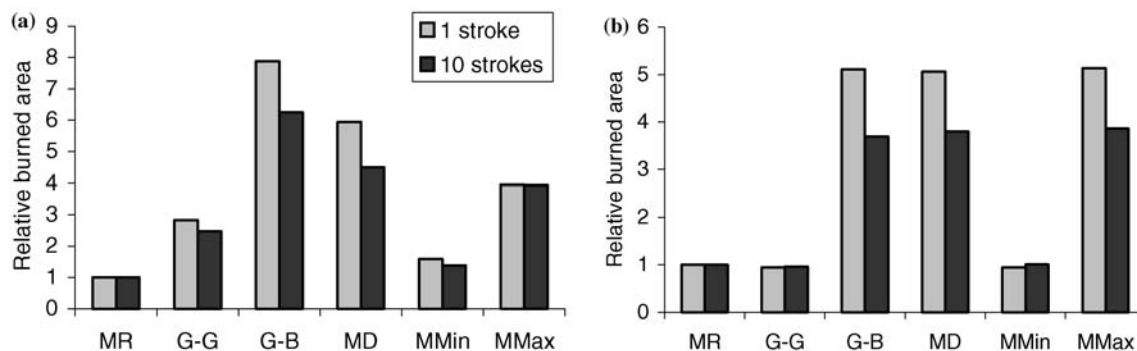 (a)
Relative burned area
9
8
7
6
5
4
3
2
1
0
1 stroke
10 strokes
MR G-G G-B MD MMin MMax
(b)
Relative burned area
6
5
4
3
2
1
0
MR G-G G-B MD MMin MMax